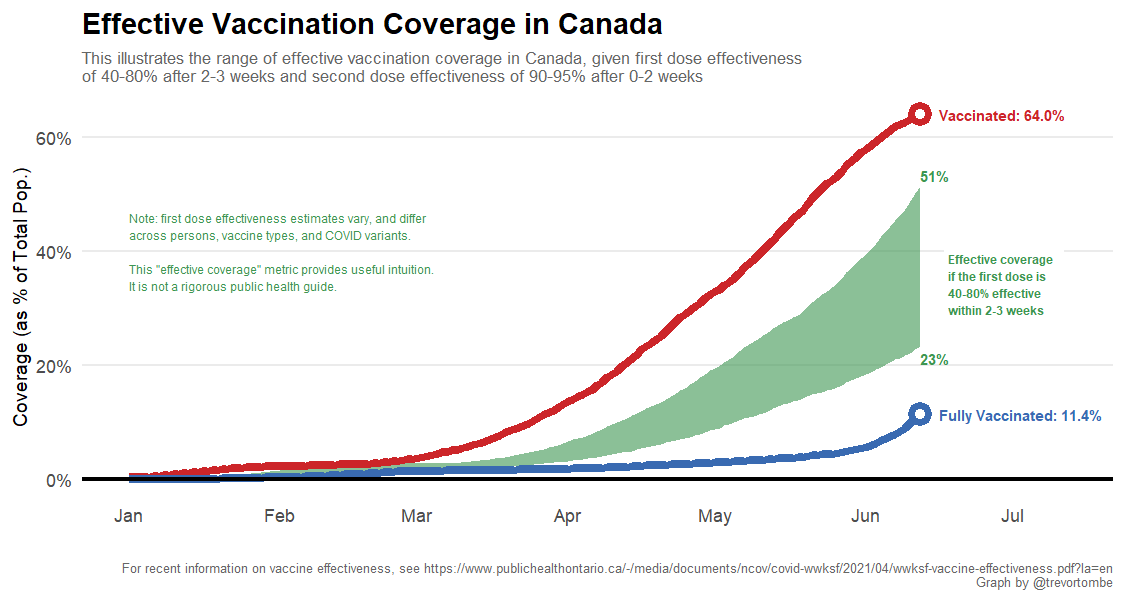 Effective Vaccination Coverage in Canada
This illustrates the range of effective vaccination coverage in Canada, given first dose effectiveness
of 40-80% after 2-3 weeks and second dose effectiveness of 90-95% after 0-2 weeks
Coverage (as % of Total Pop.)
60%
40%
20%
0%
Vaccinated: 64.0%
51%
Note: first dose effectiveness estimates vary, and differ
across persons, vaccine types, and COVID variants.
This "effective coverage" metric provides useful intuition.
It is not a rigorous public health guide.
Effective coverage
if the first dose is
40-80% effective
within 2-3 weeks
23%
Fully Vaccinated: 11.4%
Jan Feb Mar Apr May Jun Jul
For recent information on vaccine effectiveness, see https://www.publichealthontario.ca/-/media/documents/ncov/covid-wwksf/2021/04/wwksf-vaccine-effectiveness.pdf?la=en
Graph by @trevortombe